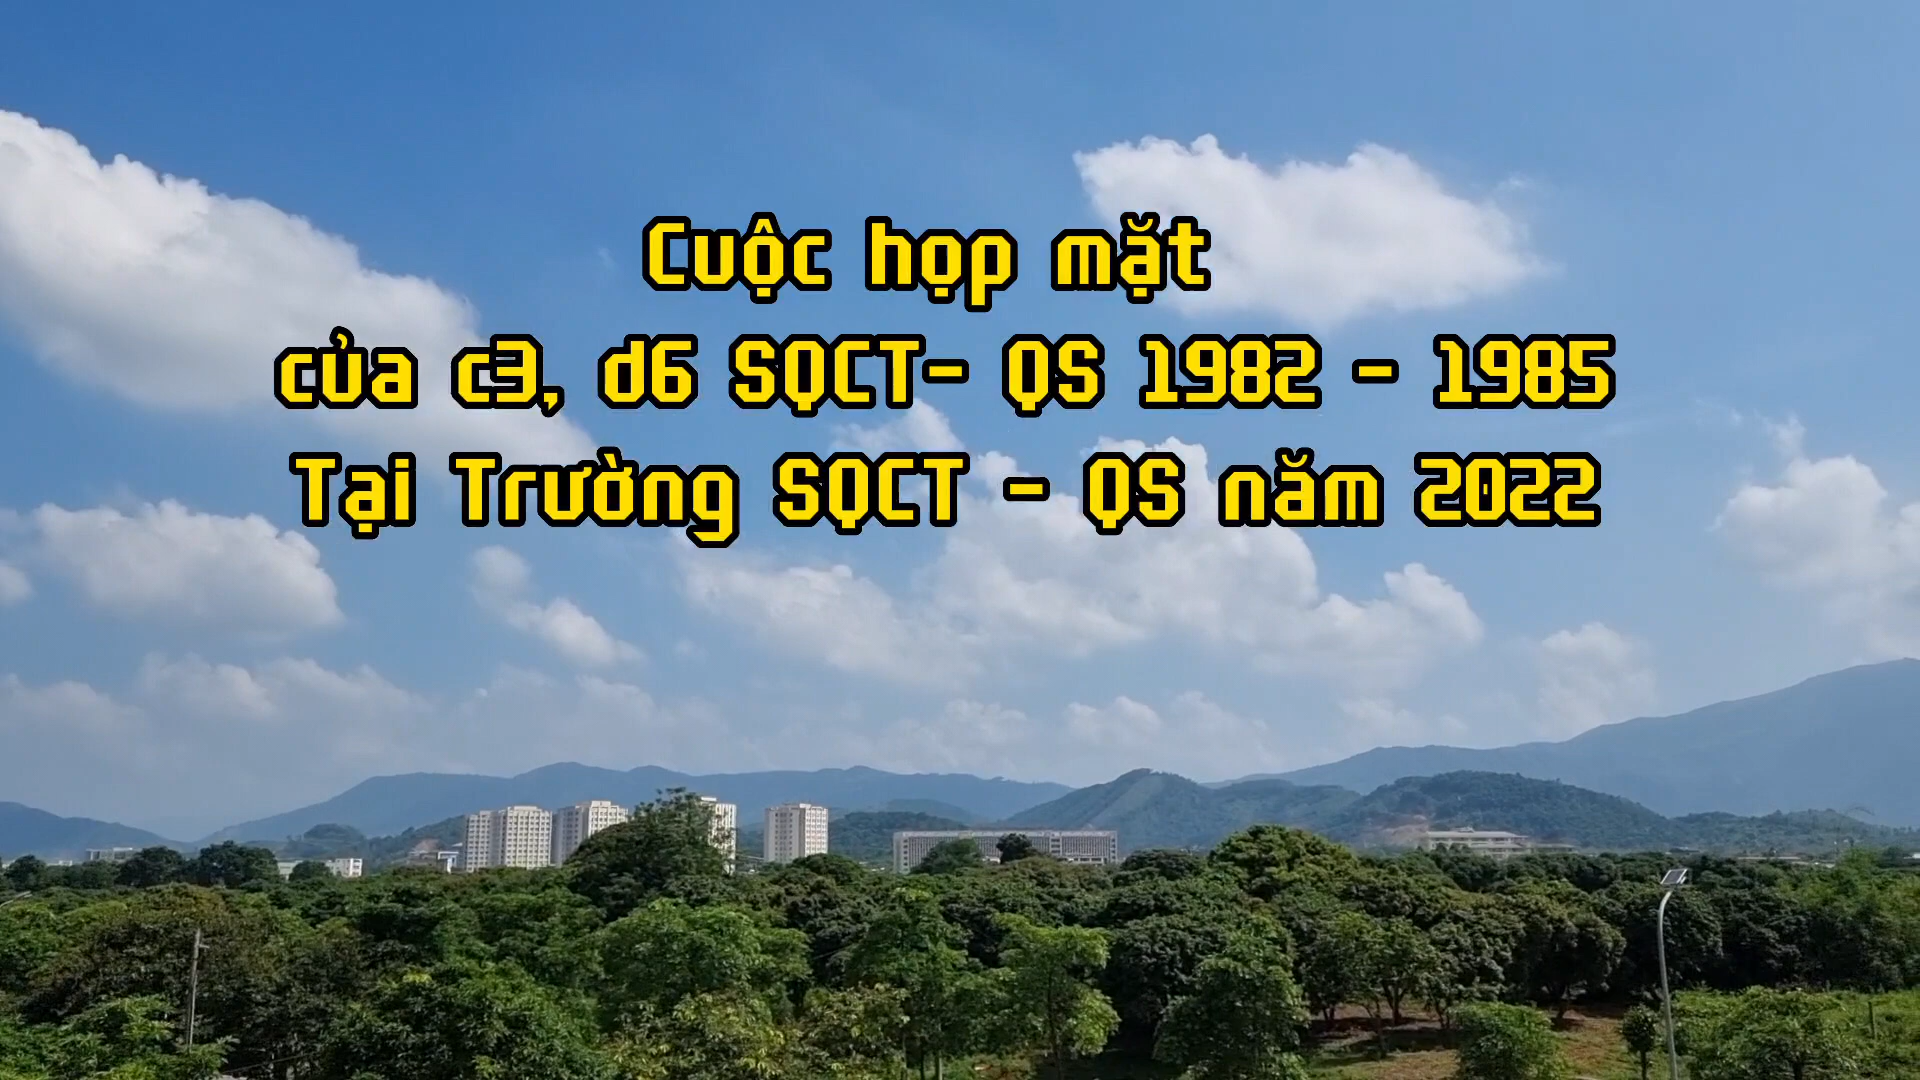 Cuộc họp mặt
của c3, d6 SQCT- QS 1982 - 1985
Tại Trường SQCT - QS năm 2022